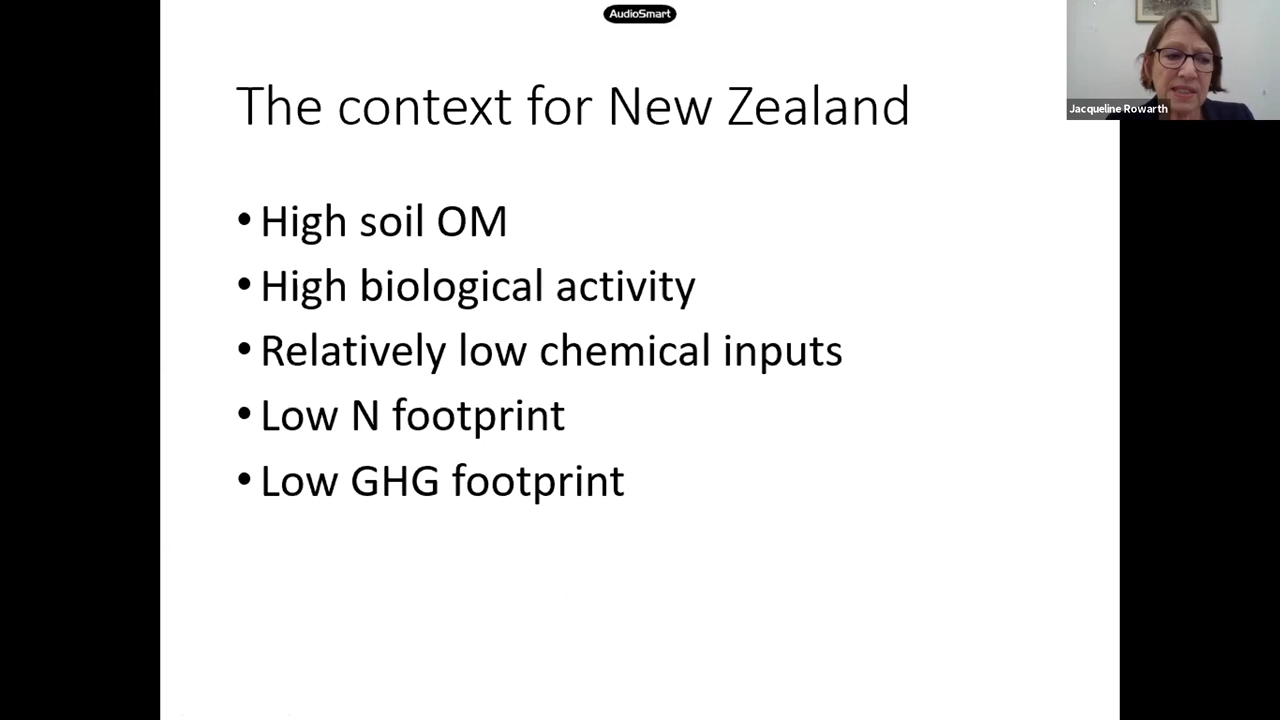 AudioSmart
Jacqueline Rowarth
The context for New Zealand
• High soil OM
• High biological activity
• Relatively low chemical inputs
• Low N footprint
• Low GHG footprint